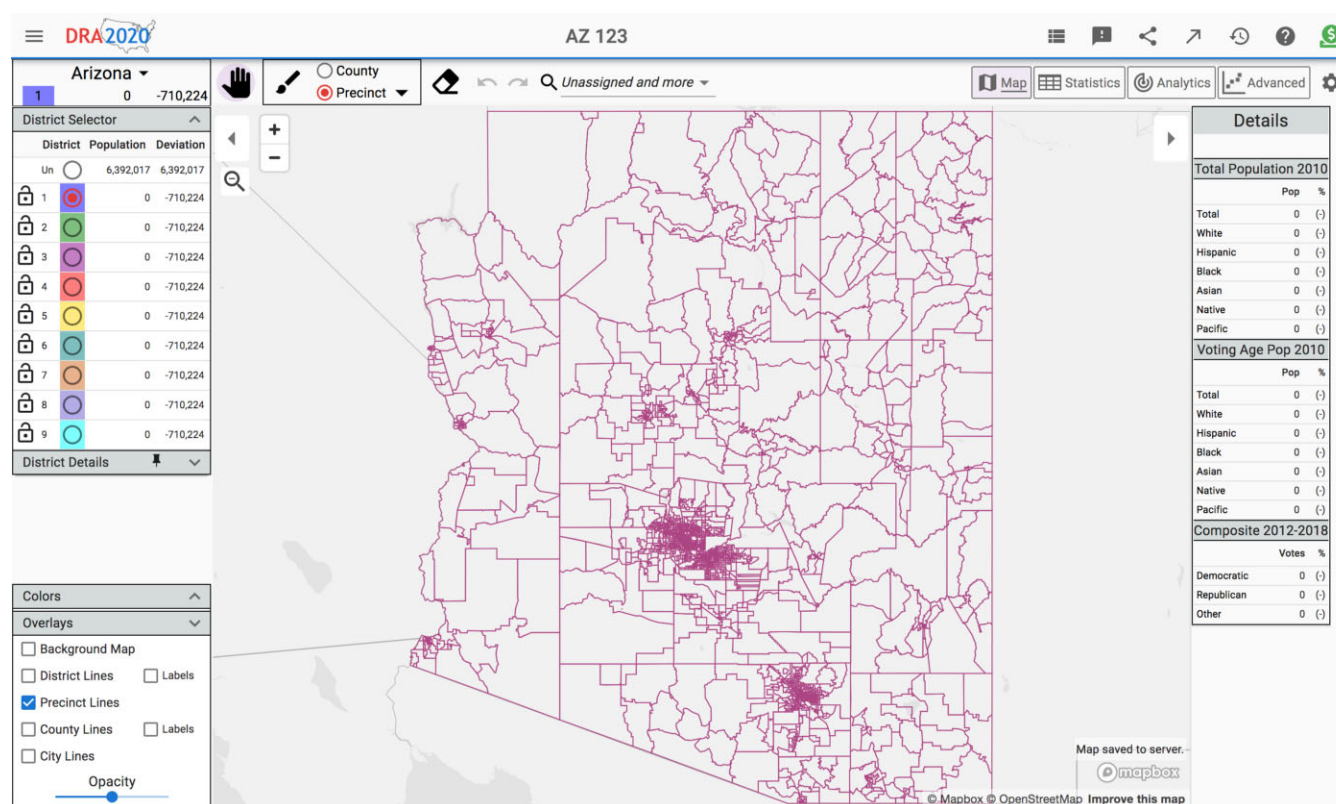 DRA2020
AZ 123
Arizona
1 0 -710,224
County
Precinct
Unassigned and more
Map
Statistics
Analytics
Advanced
District Selector
District Population Deviation
Un 6,392,017 6,392,017
1 0 -710,224
2 0 -710,224
3 0 -710,224
4 0 -710,224
5 0 -710,224
6 0 -710,224
7 0 -710,224
8 0 -710,224
9 0 -710,224
District Details
Colors
Overlays
Background Map
District Lines Labels
Precinct Lines
County Lines Labels
City Lines
Opacity
Details
Total Population 2010
Pop %
Total 0 (-)
White 0 (-)
Hispanic 0 (-)
Black 0 (-)
Asian 0 (-)
Native 0 (-)
Pacific 0 (-)
Voting Age Pop 2010
Pop %
Total 0 (-)
White 0 (-)
Hispanic 0 (-)
Black 0 (-)
Asian 0 (-)
Native 0 (-)
Pacific 0 (-)
Composite 2012-2018
Votes %
Democratic 0 (-)
Republican 0 (-)
Other 0 (-)
Map saved to server.
mapbox
© Mapbox © OpenStreetMap Improve this map